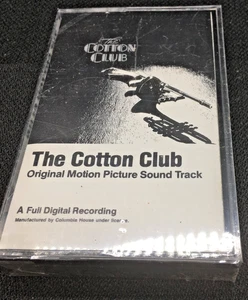 The
COTTON
CLUB
The Cotton Club
Original Motion Picture Sound Track
A Full Digital Recording
Manufactured by Columbia House under